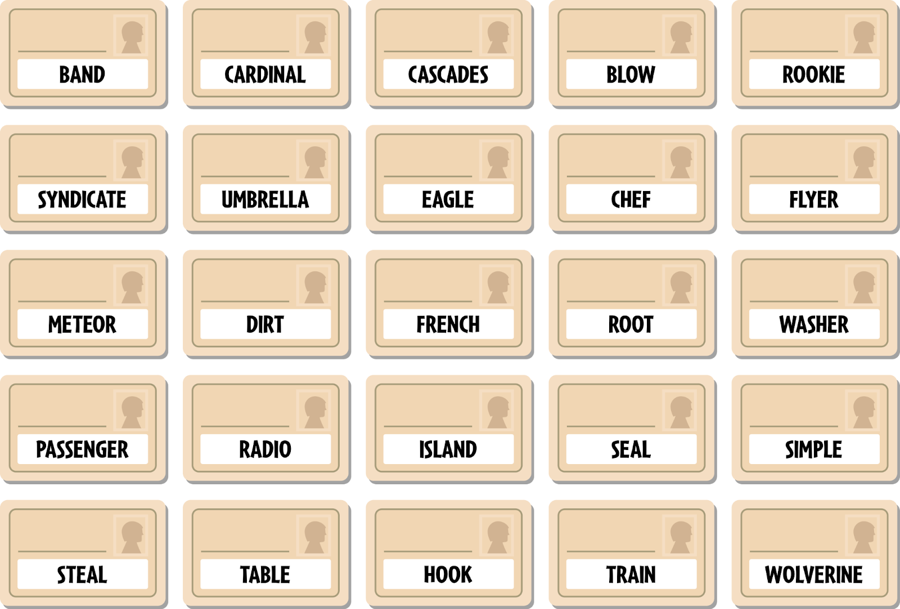 BAND
CARDINAL
CASCADES
BLOW
ROOKIE
SYNDICATE
UMBRELLA
EAGLE
CHEF
FLYER
METEOR
DIRT
FRENCH
ROOT
WASHER
PASSENGER
RADIO
ISLAND
SEAL
SIMPLE
STEAL
TABLE
HOOK
TRAIN
WOLVERINE